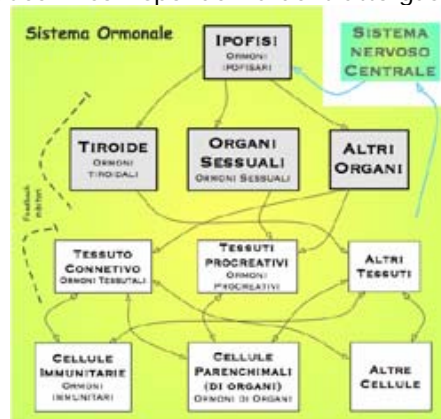 Sistema Ormonale
IPOFISI
ORMONI
IPOFISARI
SISTEMA
NERVOSO
CENTRALE
TIROIDE
ORMONI
TIROIDALI
ORGANI
SESSUALI
ORMONI SESSUALI
ALTRI
ORGANI
Feedback
TESSUTO
CONNETIVO
ORMONI TESSUTALI
TESSUTI
PROCREATIVI
ORMONI
PROCREATIVI
ALTRI
TESSUTI
CELLULE
IMMUNITARIE
ORMONI
IMMUNITARI
CELLULE
PARENCHIMALI
(DI ORGANI)
ORMONI DI ORGANI
ALTRE
CELLULE